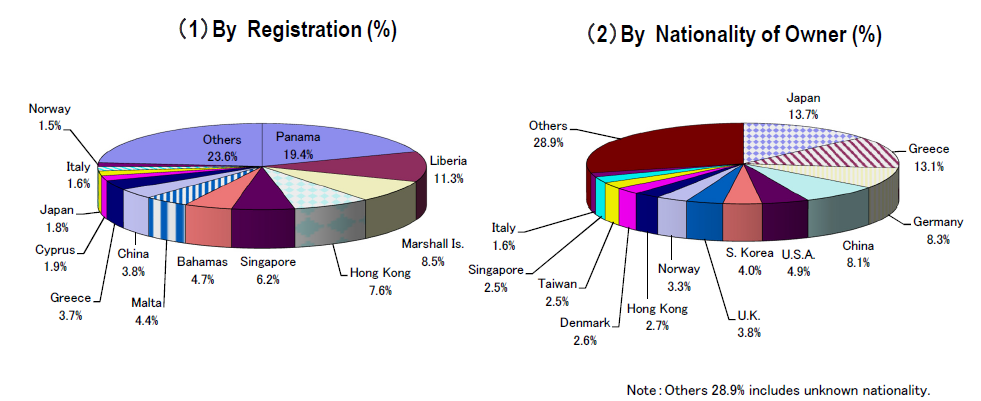 (1) By Registration (%)
(2) By Nationality of Owner (%)
Norway
1.5%
Others
23.6%
Panama
19.4%
Liberia
11.3%
Marshall Is.
8.5%
Hong Kong
7.6%
Singapore
6.2%
Bahamas
4.7%
Malta
4.4%
China
3.8%
Greece
3.7%
Cyprus
1.9%
Japan
1.8%
Italy
1.6%
Japan
13.7%
Greece
13.1%
Germany
8.3%
China
8.1%
U.S.A.
4.9%
S. Korea
4.0%
U.K.
3.8%
Norway
3.3%
Hong Kong
2.7%
Denmark
2.6%
Taiwan
2.5%
Singapore
2.5%
Italy
1.6%
Others
28.9%
Note : Others 28.9% includes unknown nationality.